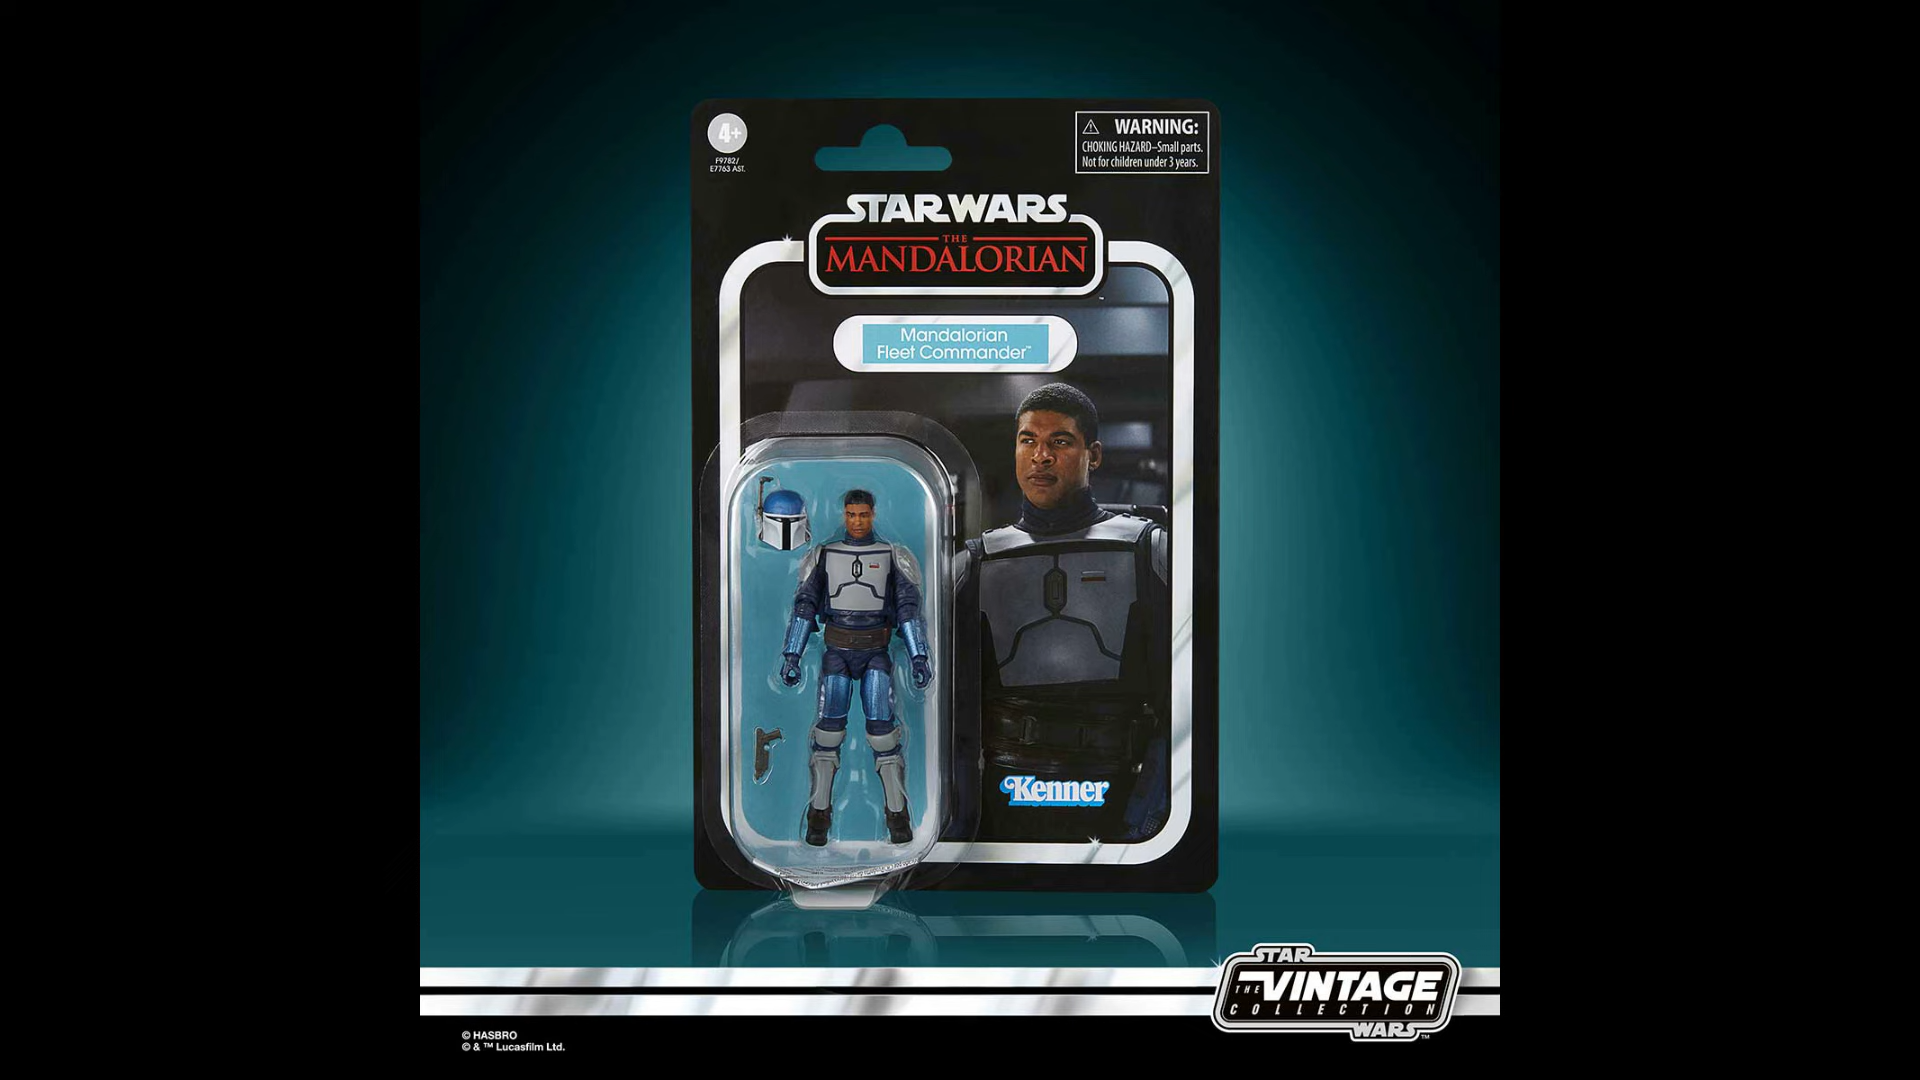 4+
F9782/
E7763 AST.
⚠ WARNING:
CHOKING HAZARD–Small parts.
Not for children under 3 years.
STAR WARS
THE
MANDALORIAN
Mandalorian
Fleet Commander™
Kenner
STAR
THE VINTAGE
COLLECTION
WARS™
© HASBRO
© & ™ Lucasfilm Ltd.